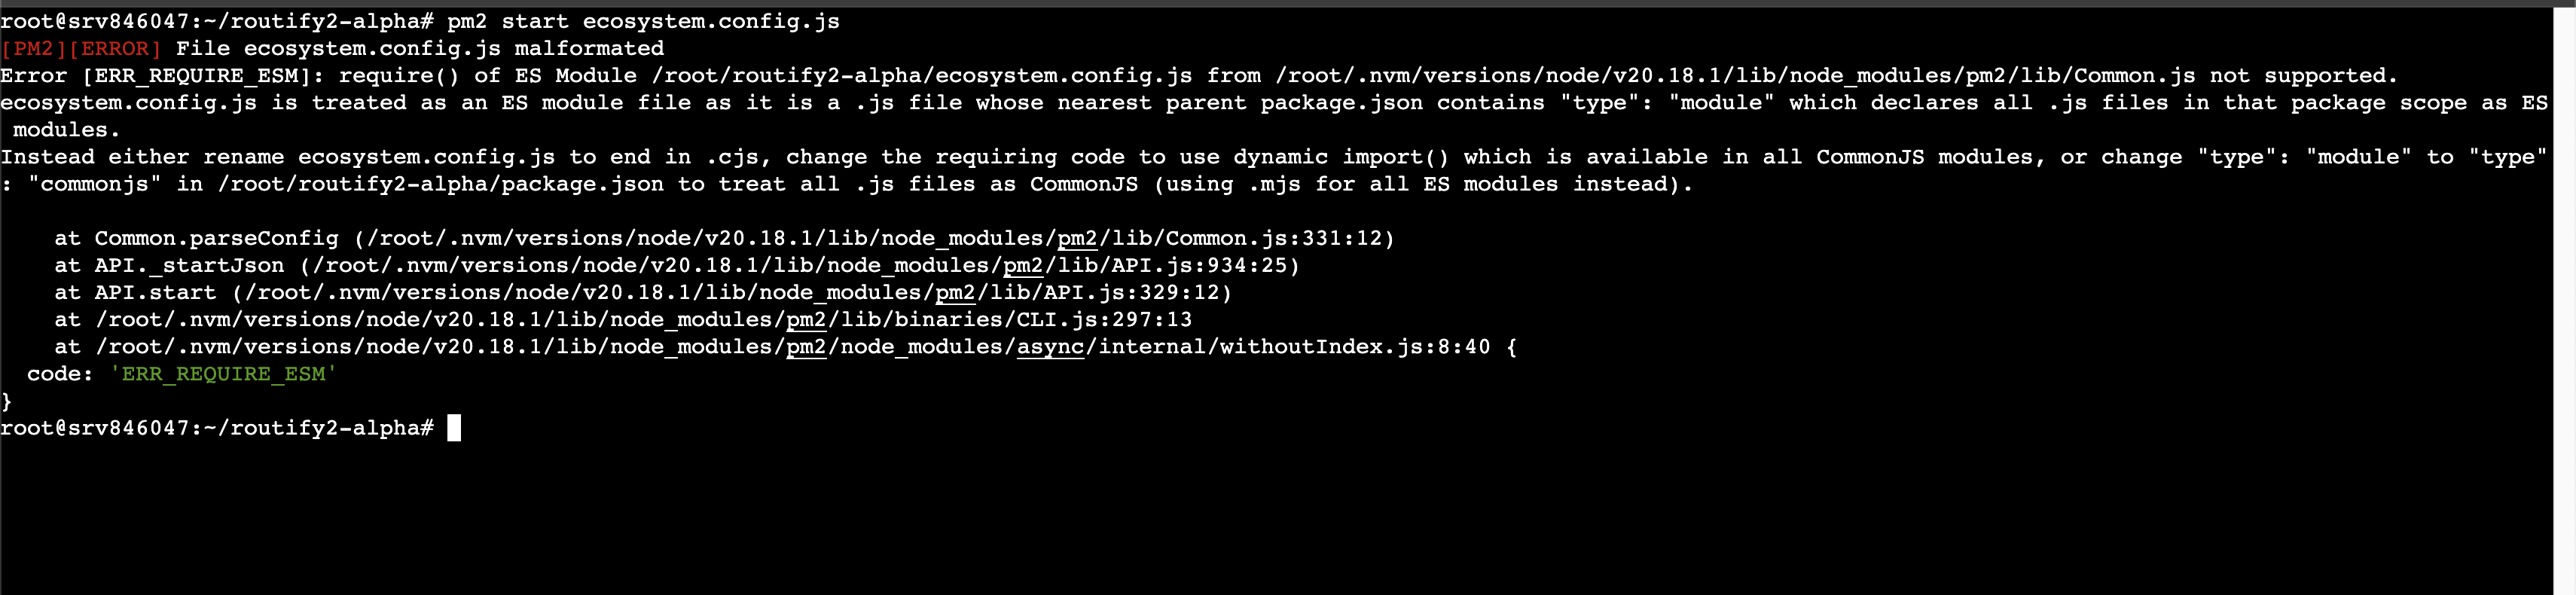 root@srv846047:~/routify2-alpha# pm2 start ecosystem.config.js
[PM2][ERROR] File ecosystem.config.js malformated
Error [ERR_REQUIRE_ESM]: require() of ES Module /root/routify2-alpha/ecosystem.config.js from /root/.nvm/versions/node/v20.18.1/lib/node_modules/pm2/lib/Common.js not supported.
ecosystem.config.js is treated as an ES module file as it is a .js file whose nearest parent package.json contains "type": "module" which declares all .js files in that package scope as ES
 modules.
Instead either rename ecosystem.config.js to end in .cjs, change the requiring code to use dynamic import() which is available in all CommonJS modules, or change "type": "module" to "type"
: "commonjs" in /root/routify2-alpha/package.json to treat all .js files as CommonJS (using .mjs for all ES modules instead).
    at Common.parseConfig (/root/.nvm/versions/node/v20.18.1/lib/node_modules/pm2/lib/Common.js:331:12)
    at API._startJson (/root/.nvm/versions/node/v20.18.1/lib/node_modules/pm2/lib/API.js:934:25)
    at API.start (/root/.nvm/versions/node/v20.18.1/lib/node_modules/pm2/lib/API.js:329:12)
    at /root/.nvm/versions/node/v20.18.1/lib/node_modules/pm2/lib/binaries/CLI.js:297:13
    at /root/.nvm/versions/node/v20.18.1/lib/node_modules/pm2/node_modules/async/internal/withoutIndex.js:8:40 {
  code: 'ERR_REQUIRE_ESM'
}
root@srv846047:~/routify2-alpha#